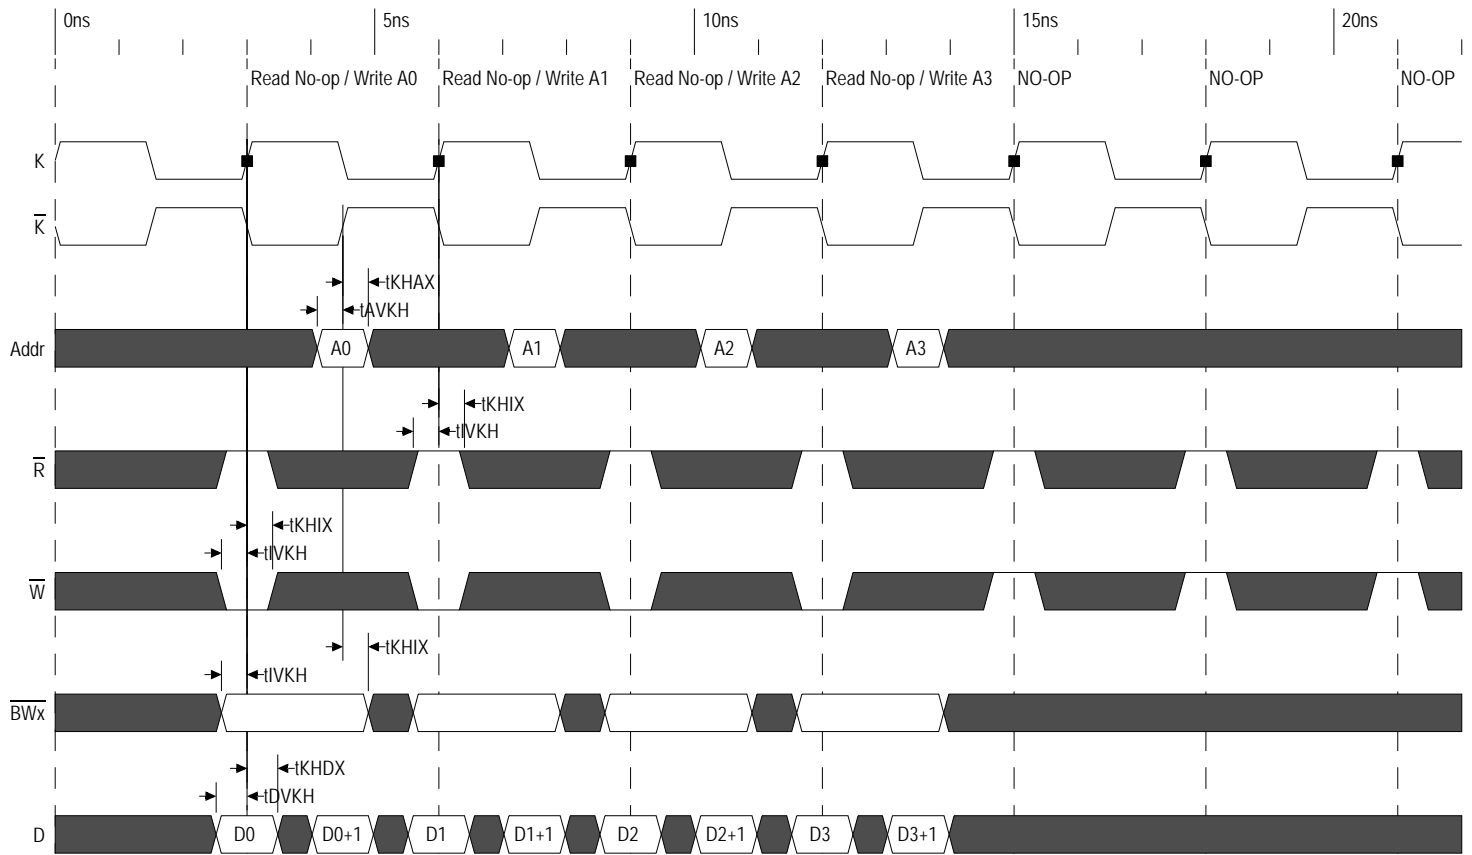 0ns 5ns 10ns 15ns 20ns
Read No-op / Write A0 Read No-op / Write A1 Read No-op / Write A2 Read No-op / Write A3 NO-OP NO-OP NO-OP
K
K̅
tKHAX
tAVKH
Addr A0 A1 A2 A3
tKHIX
tIVKH
R̅
tKHIX
tIVKH
W̅
tKHIX
tIVKH
B̅W̅x̅
tKHDX
tDVKH
D D0 D0+1 D1 D1+1 D2 D2+1 D3 D3+1